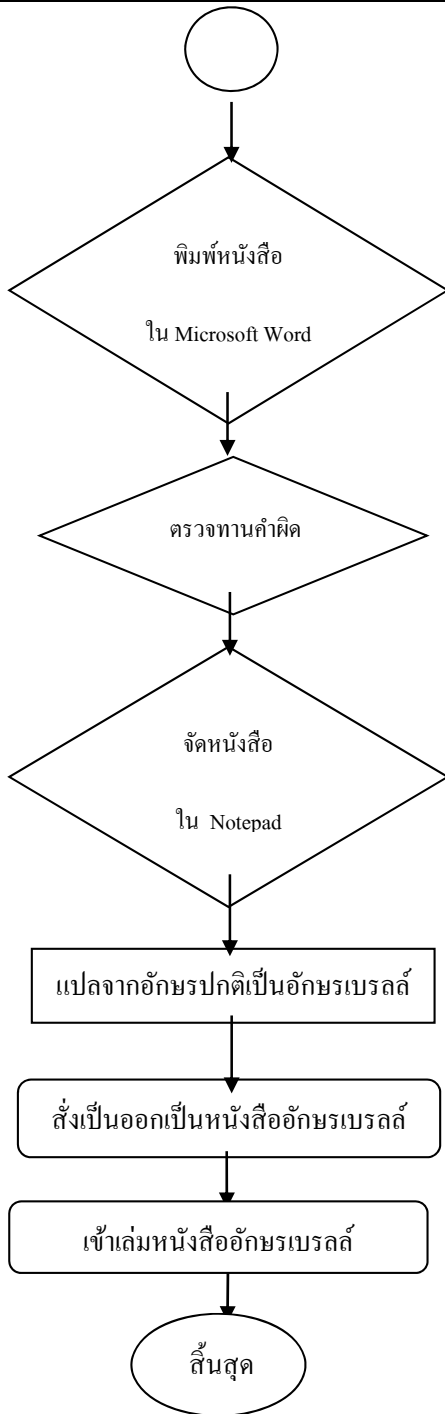 พิมพ์หนังสือ
ใน Microsoft Word
ตรวจทานคำผิด
จัดหนังสือ
ใน Notepad
แปลจากอักษรปกติเป็นอักษรเบรลล์
สั่งเป็นออกเป็นหนังสืออักษรเบรลล์
เข้าเล่มหนังสืออักษรเบรลล์
สิ้นสุด